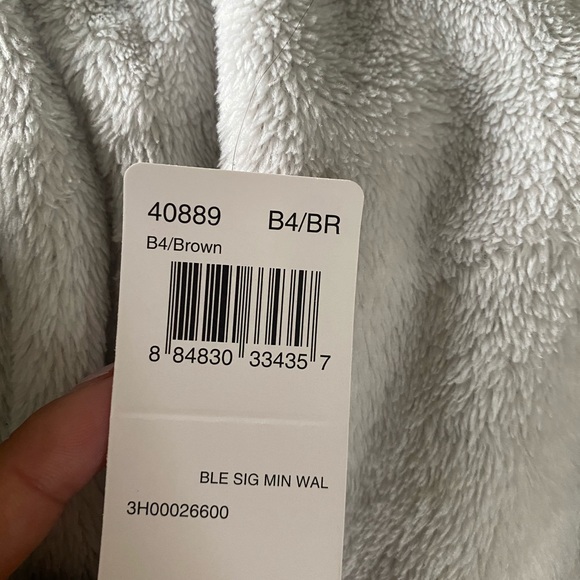 40889 B4/BR
B4/Brown
8 84830 33435 7
BLE SIG MIN WAL
3H00026600